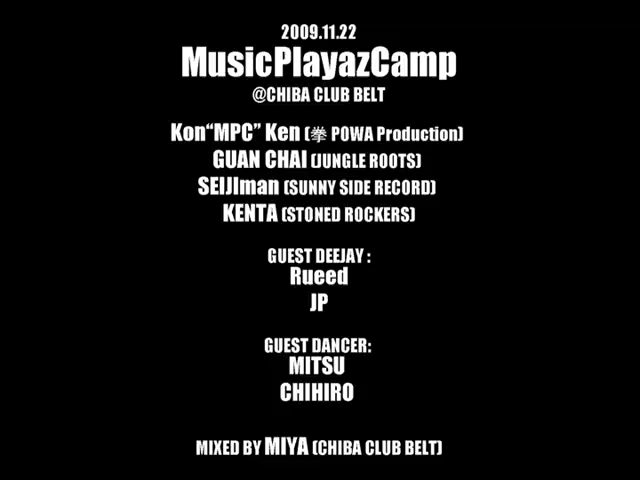 2009.11.22
MusicPlayazCamp
@CHIBA CLUB BELT
Kon“MPC” Ken (拳 POWA Production)
GUAN CHAI (JUNGLE ROOTS)
SEIJIman (SUNNY SIDE RECORD)
KENTA (STONED ROCKERS)
GUEST DEEJAY :
Rueed
JP
GUEST DANCER:
MITSU
CHIHIRO
MIXED BY MIYA (CHIBA CLUB BELT)